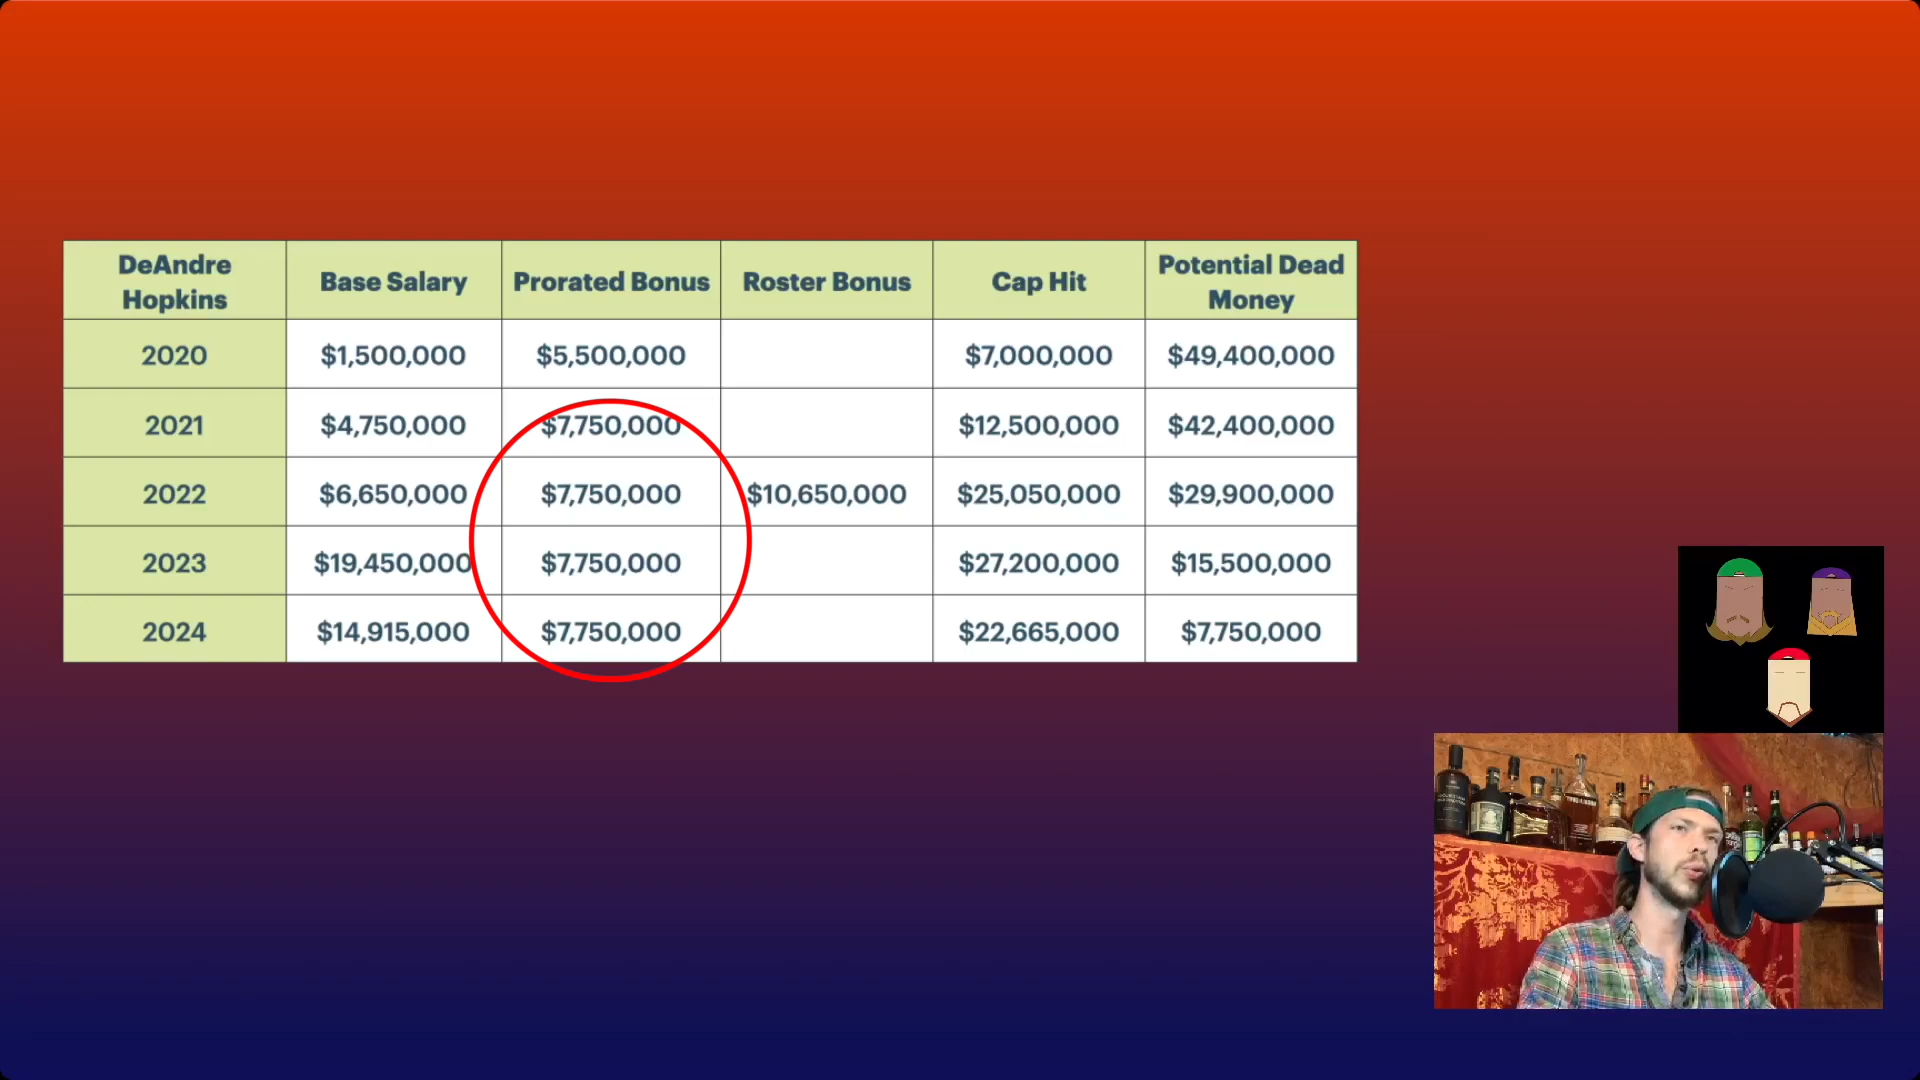 DeAndre Hopkins
Base Salary
Prorated Bonus
Roster Bonus
Cap Hit
Potential Dead Money
2020 $1,500,000 $5,500,000 $7,000,000 $49,400,000
2021 $4,750,000 $7,750,000 $12,500,000 $42,400,000
2022 $6,650,000 $7,750,000 $10,650,000 $25,050,000 $29,900,000
2023 $19,450,000 $7,750,000 $27,200,000 $15,500,000
2024 $14,915,000 $7,750,000 $22,665,000 $7,750,000